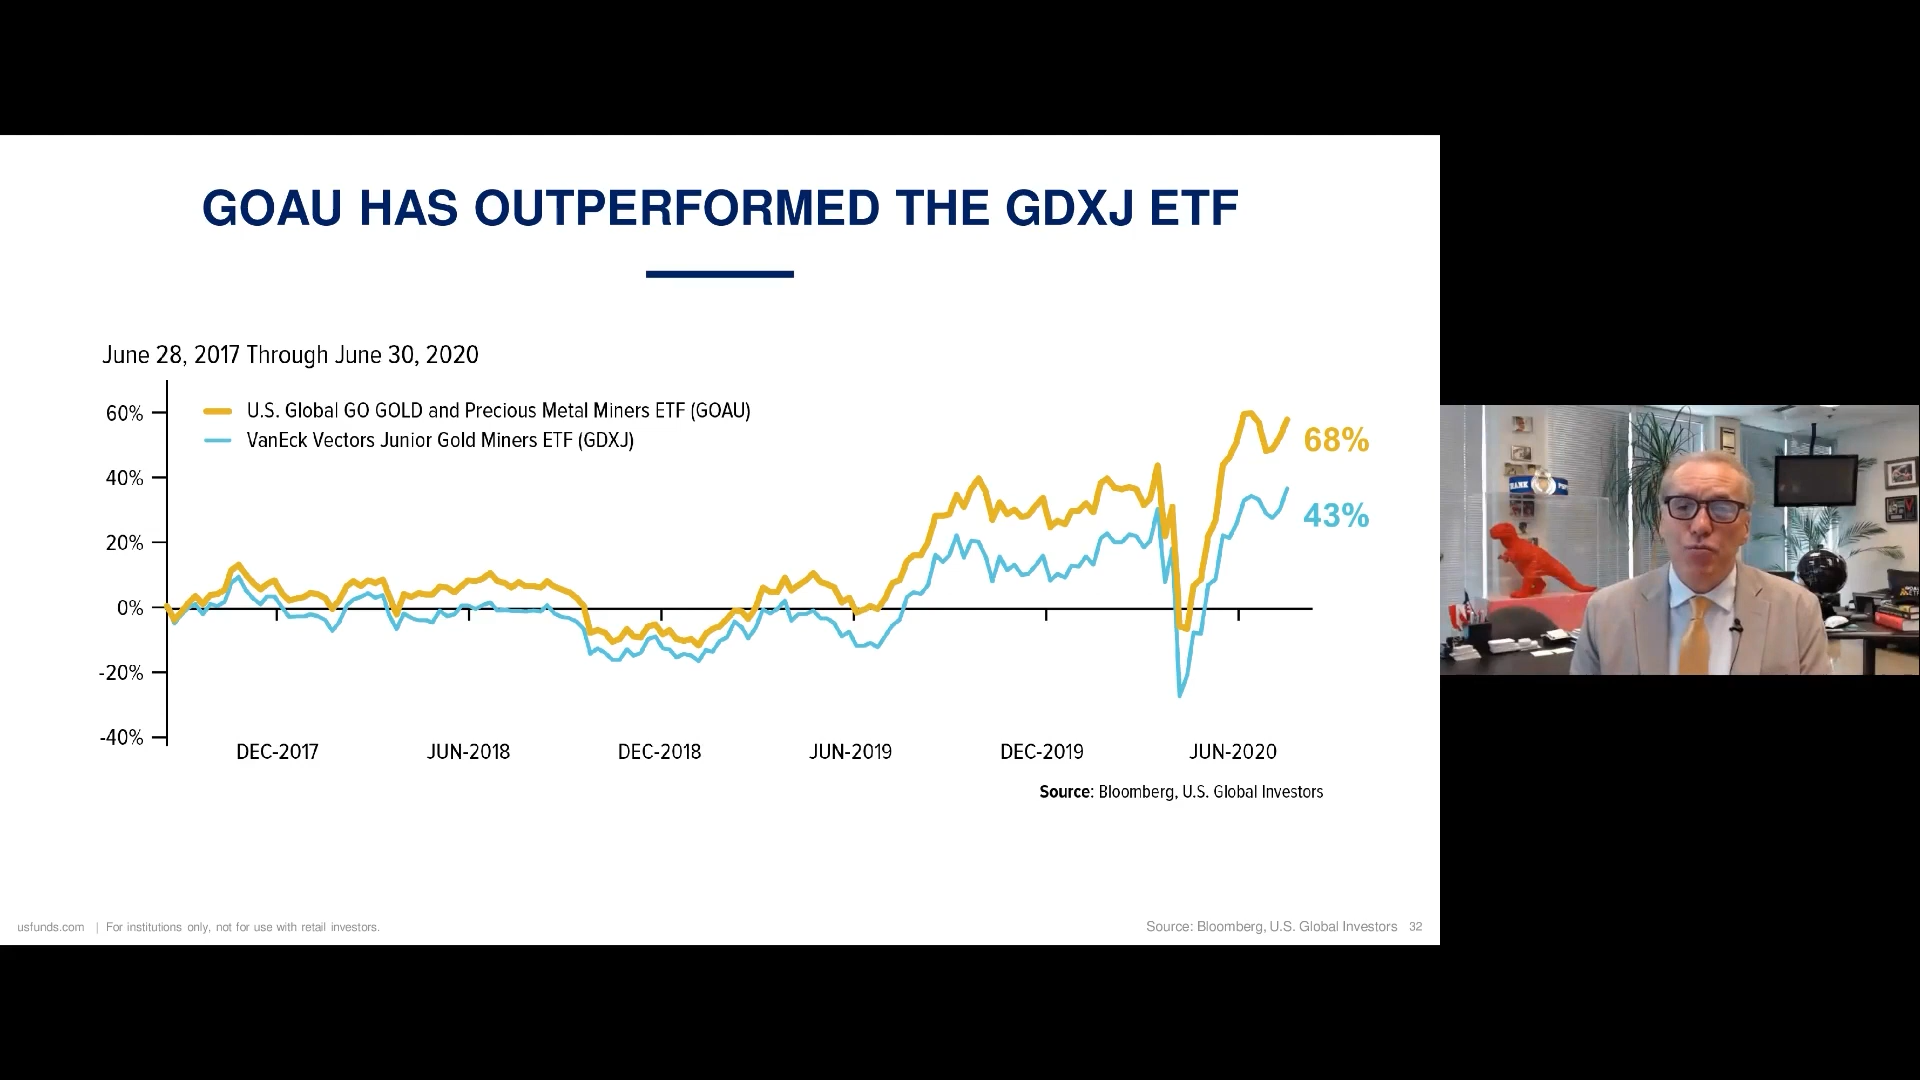 GOAU HAS OUTPERFORMED THE GDXJ ETF
June 28, 2017 Through June 30, 2020
U.S. Global GO GOLD and Precious Metal Miners ETF (GOAU)
VanEck Vectors Junior Gold Miners ETF (GDXJ)
60%
40%
20%
0%
-20%
-40%
68%
43%
DEC-2017 JUN-2018 DEC-2018 JUN-2019 DEC-2019 JUN-2020
Source: Bloomberg, U.S. Global Investors
usfunds.com | For institutions only, not for use with retail investors.
Source: Bloomberg, U.S. Global Investors 32